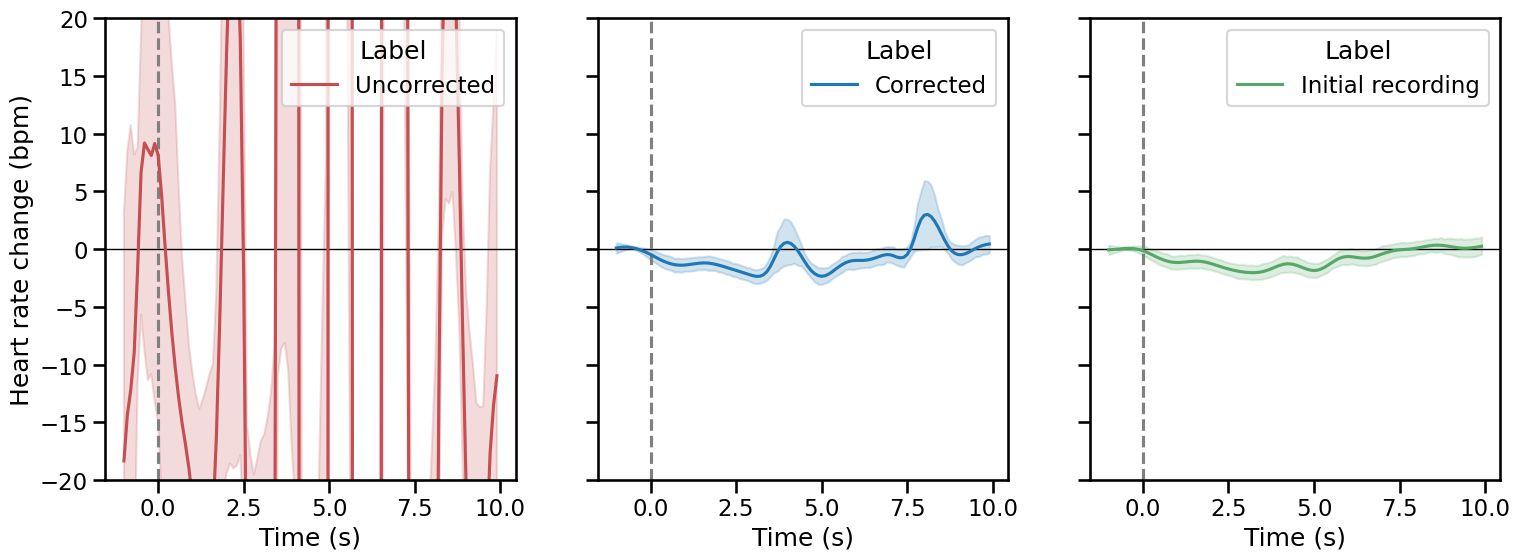 20
15
10
5
0
−5
−10
−15
−20
Heart rate change (bpm)
0.0 2.5 5.0 7.5 10.0
Time (s)
Label
Uncorrected
0.0 2.5 5.0 7.5 10.0
Time (s)
Label
Corrected
0.0 2.5 5.0 7.5 10.0
Time (s)
Label
Initial recording